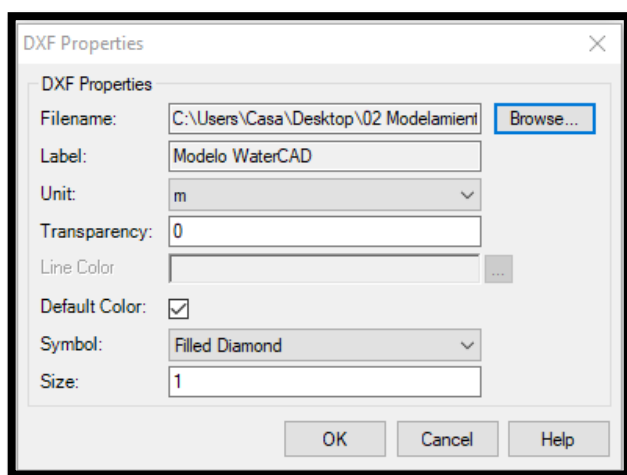 DXF Properties
DXF Properties
Filename: C:\Users\Casa\Desktop\02 Modelamient Browse...
Label: Modelo WaterCAD
Unit: m
Transparency: 0
Line Color ...
Default Color:
Symbol: Filled Diamond
Size: 1
OK Cancel Help